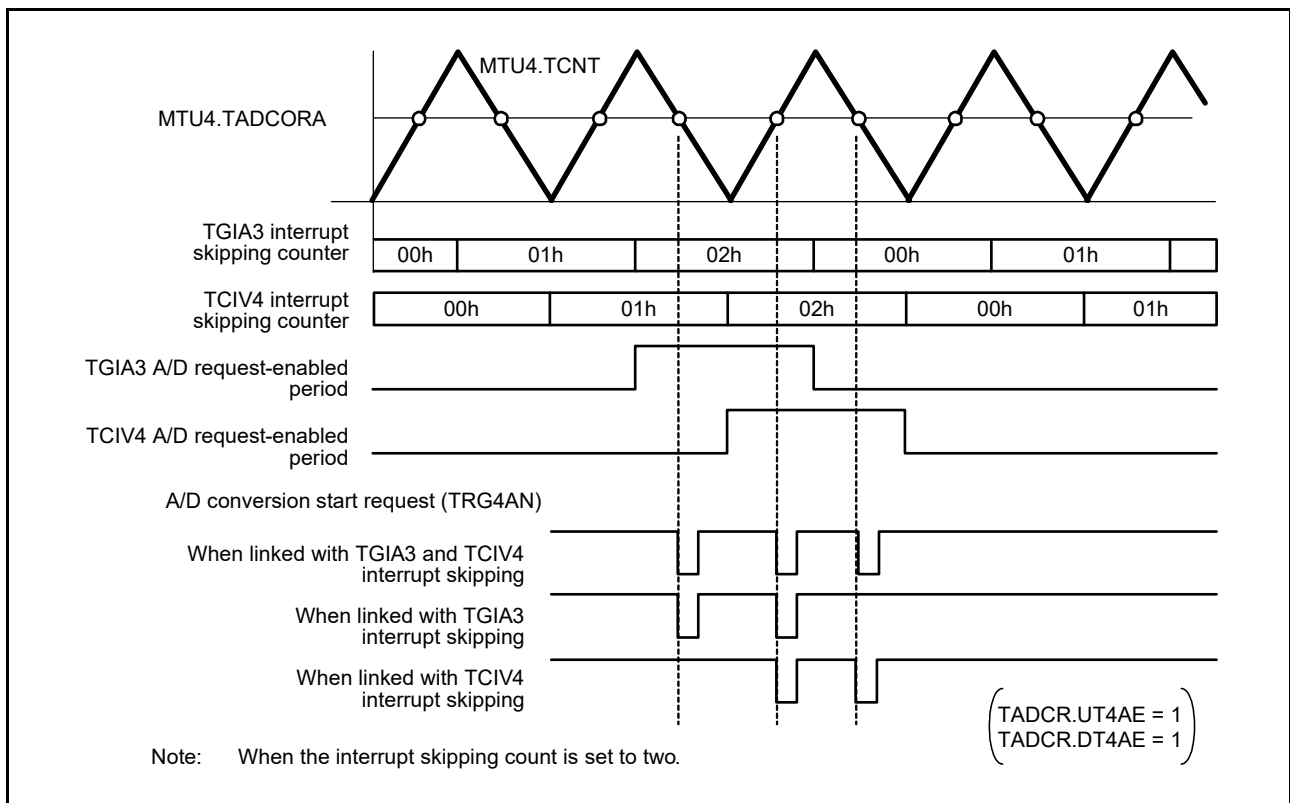 MTU4.TCNT
MTU4.TADCORA
TGIA3 interrupt
skipping counter
00h 01h 02h 00h 01h
TCIV4 interrupt
skipping counter
00h 01h 02h 00h 01h
TGIA3 A/D request-enabled
period
TCIV4 A/D request-enabled
period
A/D conversion start request (TRG4AN)
When linked with TGIA3 and TCIV4
interrupt skipping
When linked with TGIA3
interrupt skipping
When linked with TCIV4
interrupt skipping
TADCR.UT4AE = 1
TADCR.DT4AE = 1
Note: When the interrupt skipping count is set to two.